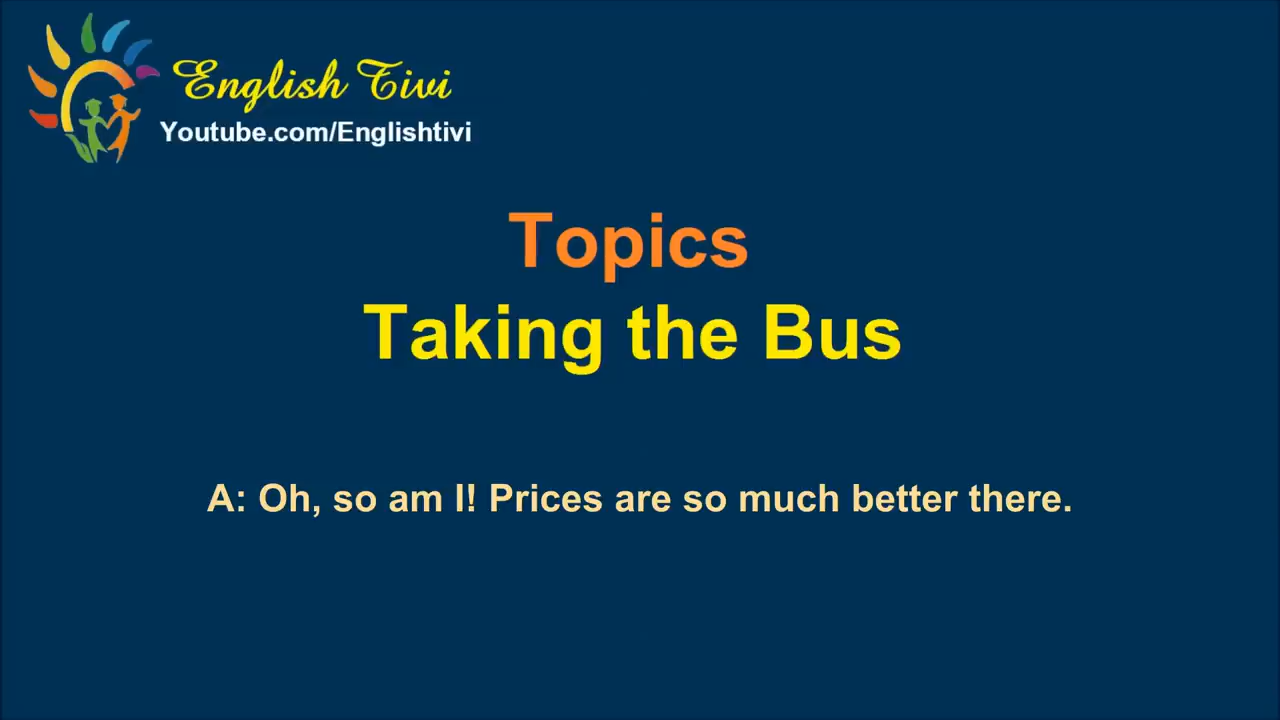 English Tivi
Youtube.com/Englishtivi
Topics
Taking the Bus
A: Oh, so am I! Prices are so much better there.